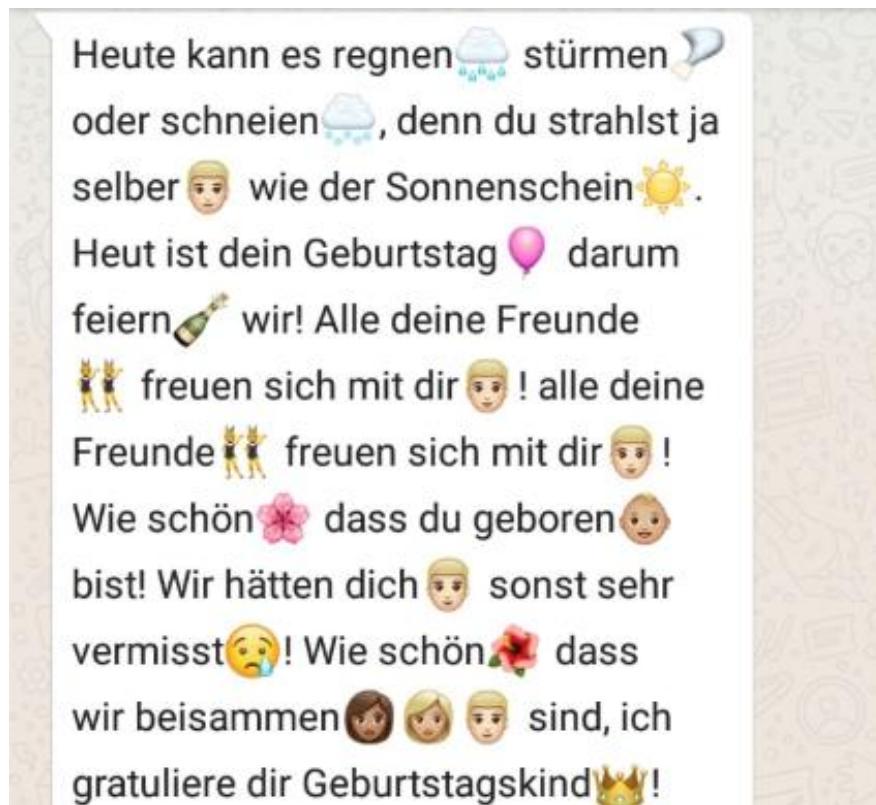 Heute kann es regnen🌧️ stürmen🌬️
oder schneien🌨️, denn du strahlst ja
selber👱🏼 wie der Sonnenschein☀️.
Heut ist dein Geburtstag🎈 darum
feiern🍾 wir! Alle deine Freunde
👯 freuen sich mit dir👱🏼! alle deine
Freunde👯 freuen sich mit dir👱🏼!
Wie schön🌸 dass du geboren👶🏽
bist! Wir hätten dich👱🏼 sonst sehr
vermisst😢! Wie schön🌺 dass
wir beisammen👩🏾👩🏼👱🏼 sind, ich
gratuliere dir Geburtstagskind👑!